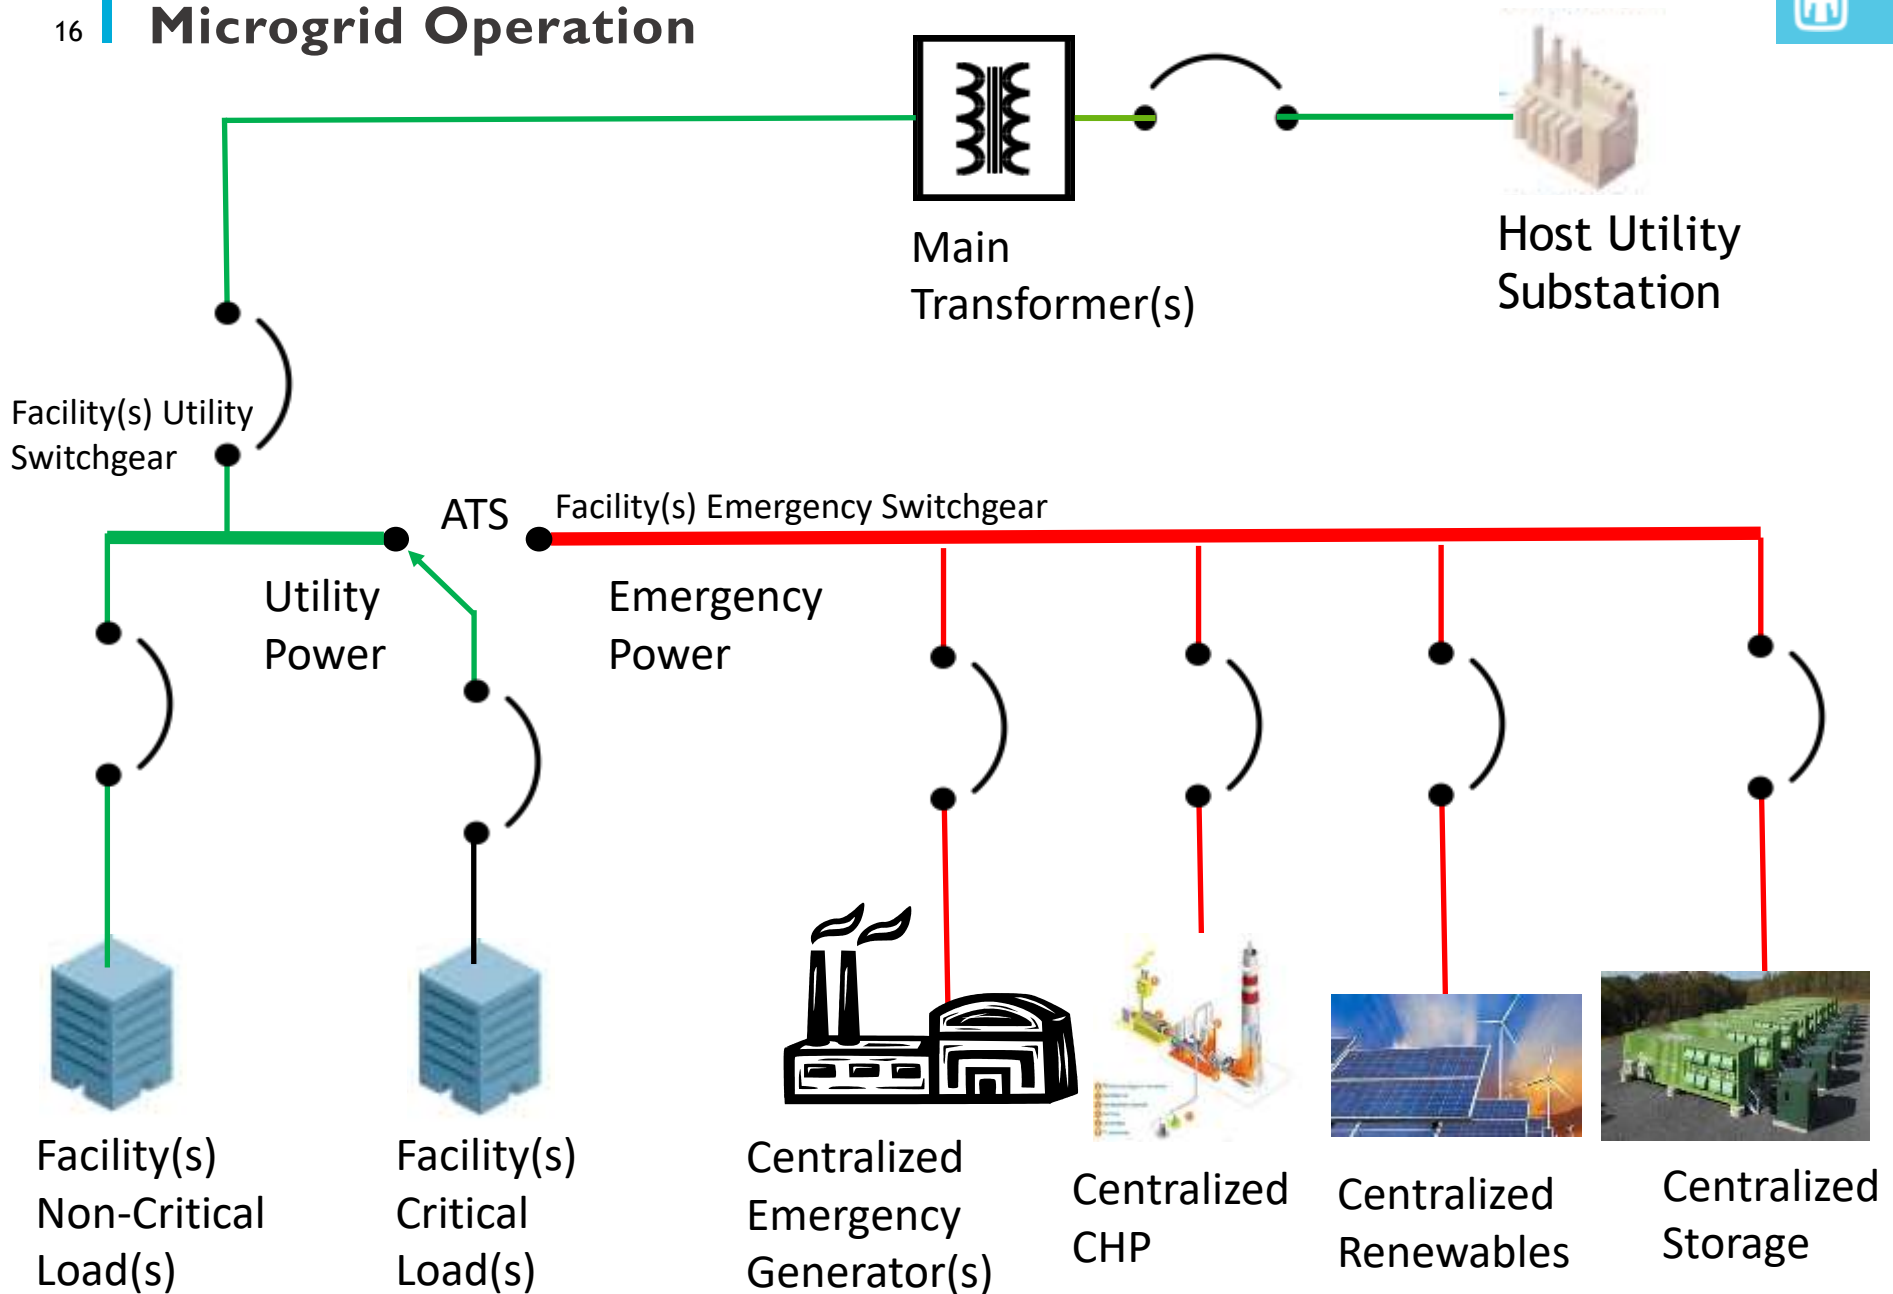 16
Microgrid Operation
Main
Transformer(s)
Host Utility
Substation
Facility(s) Utility
Switchgear
ATS
Facility(s) Emergency Switchgear
Utility
Power
Emergency
Power
Facility(s)
Non-Critical
Load(s)
Facility(s)
Critical
Load(s)
Centralized
Emergency
Generator(s)
Centralized
CHP
Centralized
Renewables
Centralized
Storage